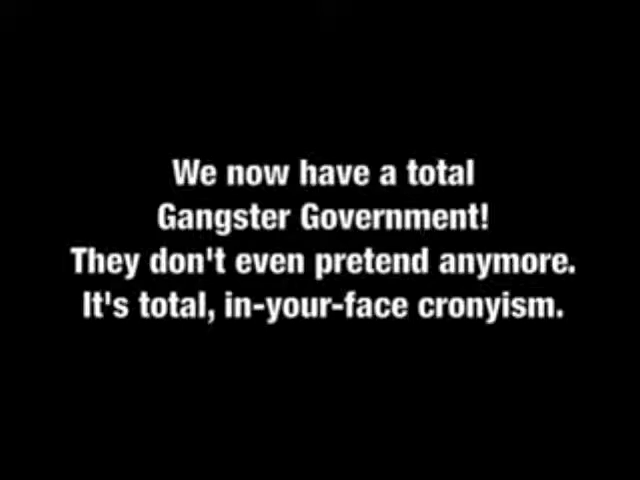 We now have a total
Gangster Government!
They don't even pretend anymore.
It's total, in-your-face cronyism.